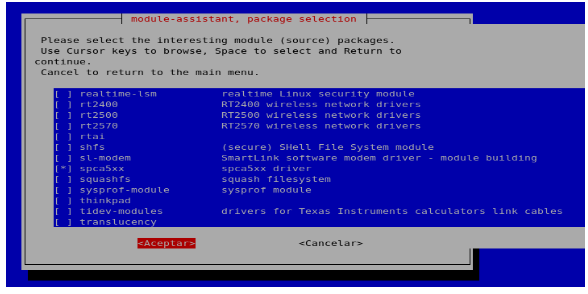 module-assistant, package selection
Please select the interesting module (source) packages.
Use Cursor keys to browse, Space to select and Return to
continue.
Cancel to return to the main menu.
[ ] realtime-lsm realtime Linux security module
[ ] rt2400 RT2400 wireless network drivers
[ ] rt2500 RT2500 wireless network drivers
[ ] rt2570 RT2570 wireless network drivers
[ ] rtai
[ ] shfs (secure) SHell File System module
[ ] sl-modem SmartLink software modem driver - module building
[*] spca5xx spca5xx driver
[ ] squashfs squash filesystem
[ ] sysprof-module sysprof module
[ ] thinkpad
[ ] tidev-modules drivers for Texas Instruments calculators link cables
[ ] translucency
<Aceptar> <Cancelar>